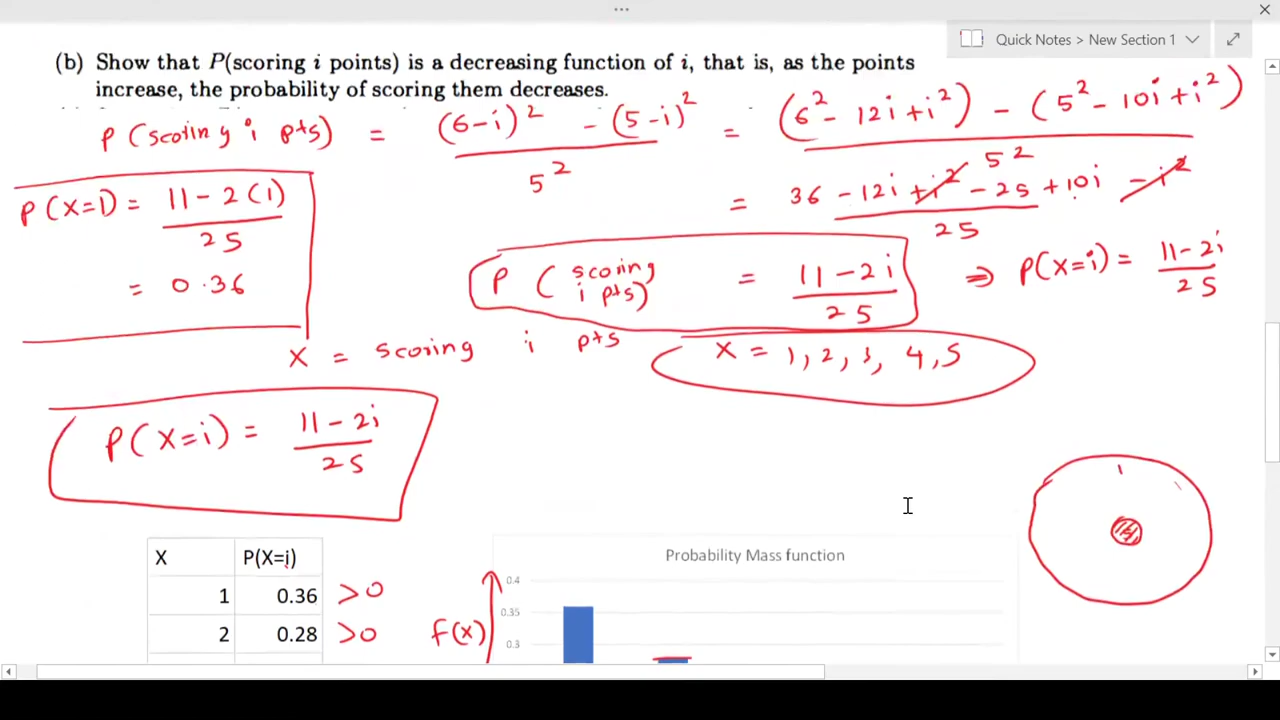 Quick Notes > New Section 1
(b) Show that P(scoring i points) is a decreasing function of i, that is, as the points
increase, the probability of scoring them decreases.
P (scoring i pts) = (6-i)² - (5-i)² / 5² = (6² - 12i + i²) - (5² - 10i + i²) / 5²
P(X=1) = 11 - 2(1) / 25
= 36 - 12i + i² - 25 + 10i - i² / 25
= 0.36
P (scoring i pts) = 11 - 2i / 25
⇒ P(X=i) = 11-2i / 25
X = scoring i pts
X = 1, 2, 3, 4, 5
P(X=i) = 11 - 2i / 25
X P(X=i)
1 0.36 >0
2 0.28 >0
Probability Mass function
0.4
0.35
0.3
f(x)